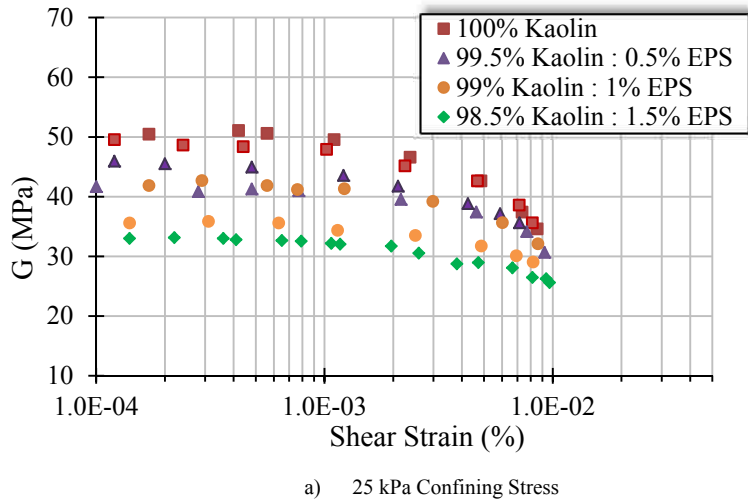 70
60
50
40
30
20
10
G (MPa)
100% Kaolin
99.5% Kaolin : 0.5% EPS
99% Kaolin : 1% EPS
98.5% Kaolin : 1.5% EPS
1.0E-04
1.0E-03
1.0E-02
Shear Strain (%)
a) 25 kPa Confining Stress